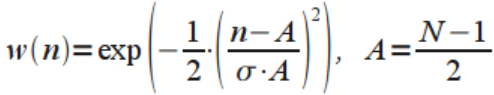 w(n)=exp(-1/2·((n-A)/(σ·A))^2), A=(N-1)/2